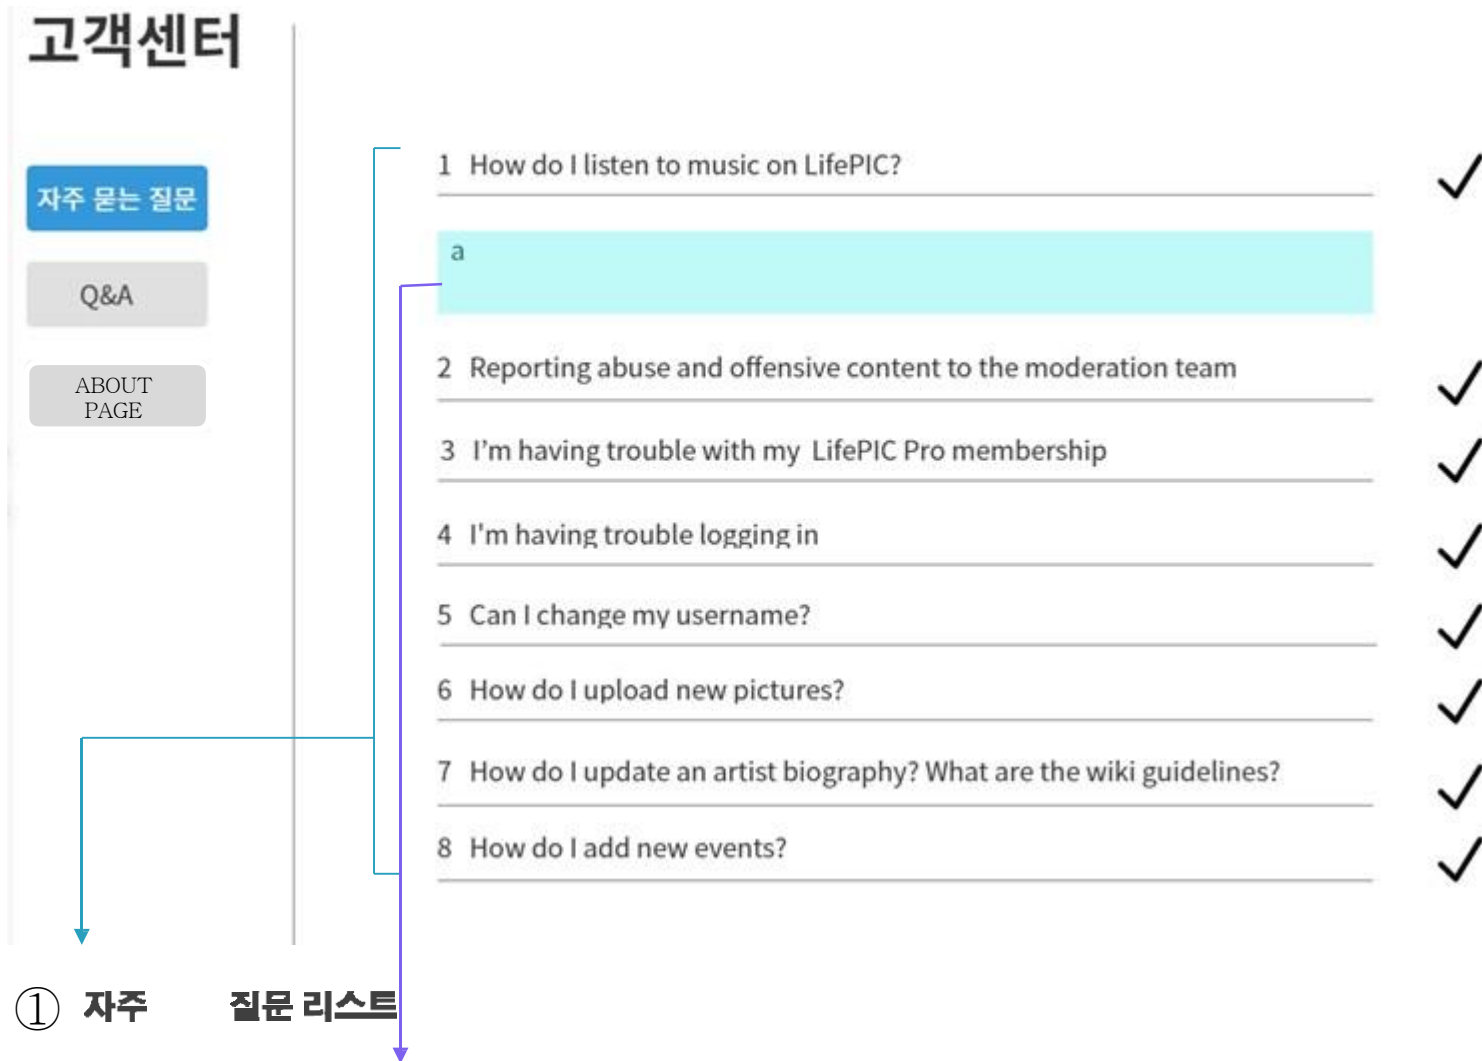 고객센터
자주 묻는 질문
Q&A
ABOUT
PAGE
1 How do I listen to music on LifePIC?
a
2 Reporting abuse and offensive content to the moderation team
3 I'm having trouble with my LifePIC Pro membership
4 I'm having trouble logging in
5 Can I change my username?
6 How do I upload new pictures?
7 How do I update an artist biography? What are the wiki guidelines?
8 How do I add new events?
① 자주 질문 리스트